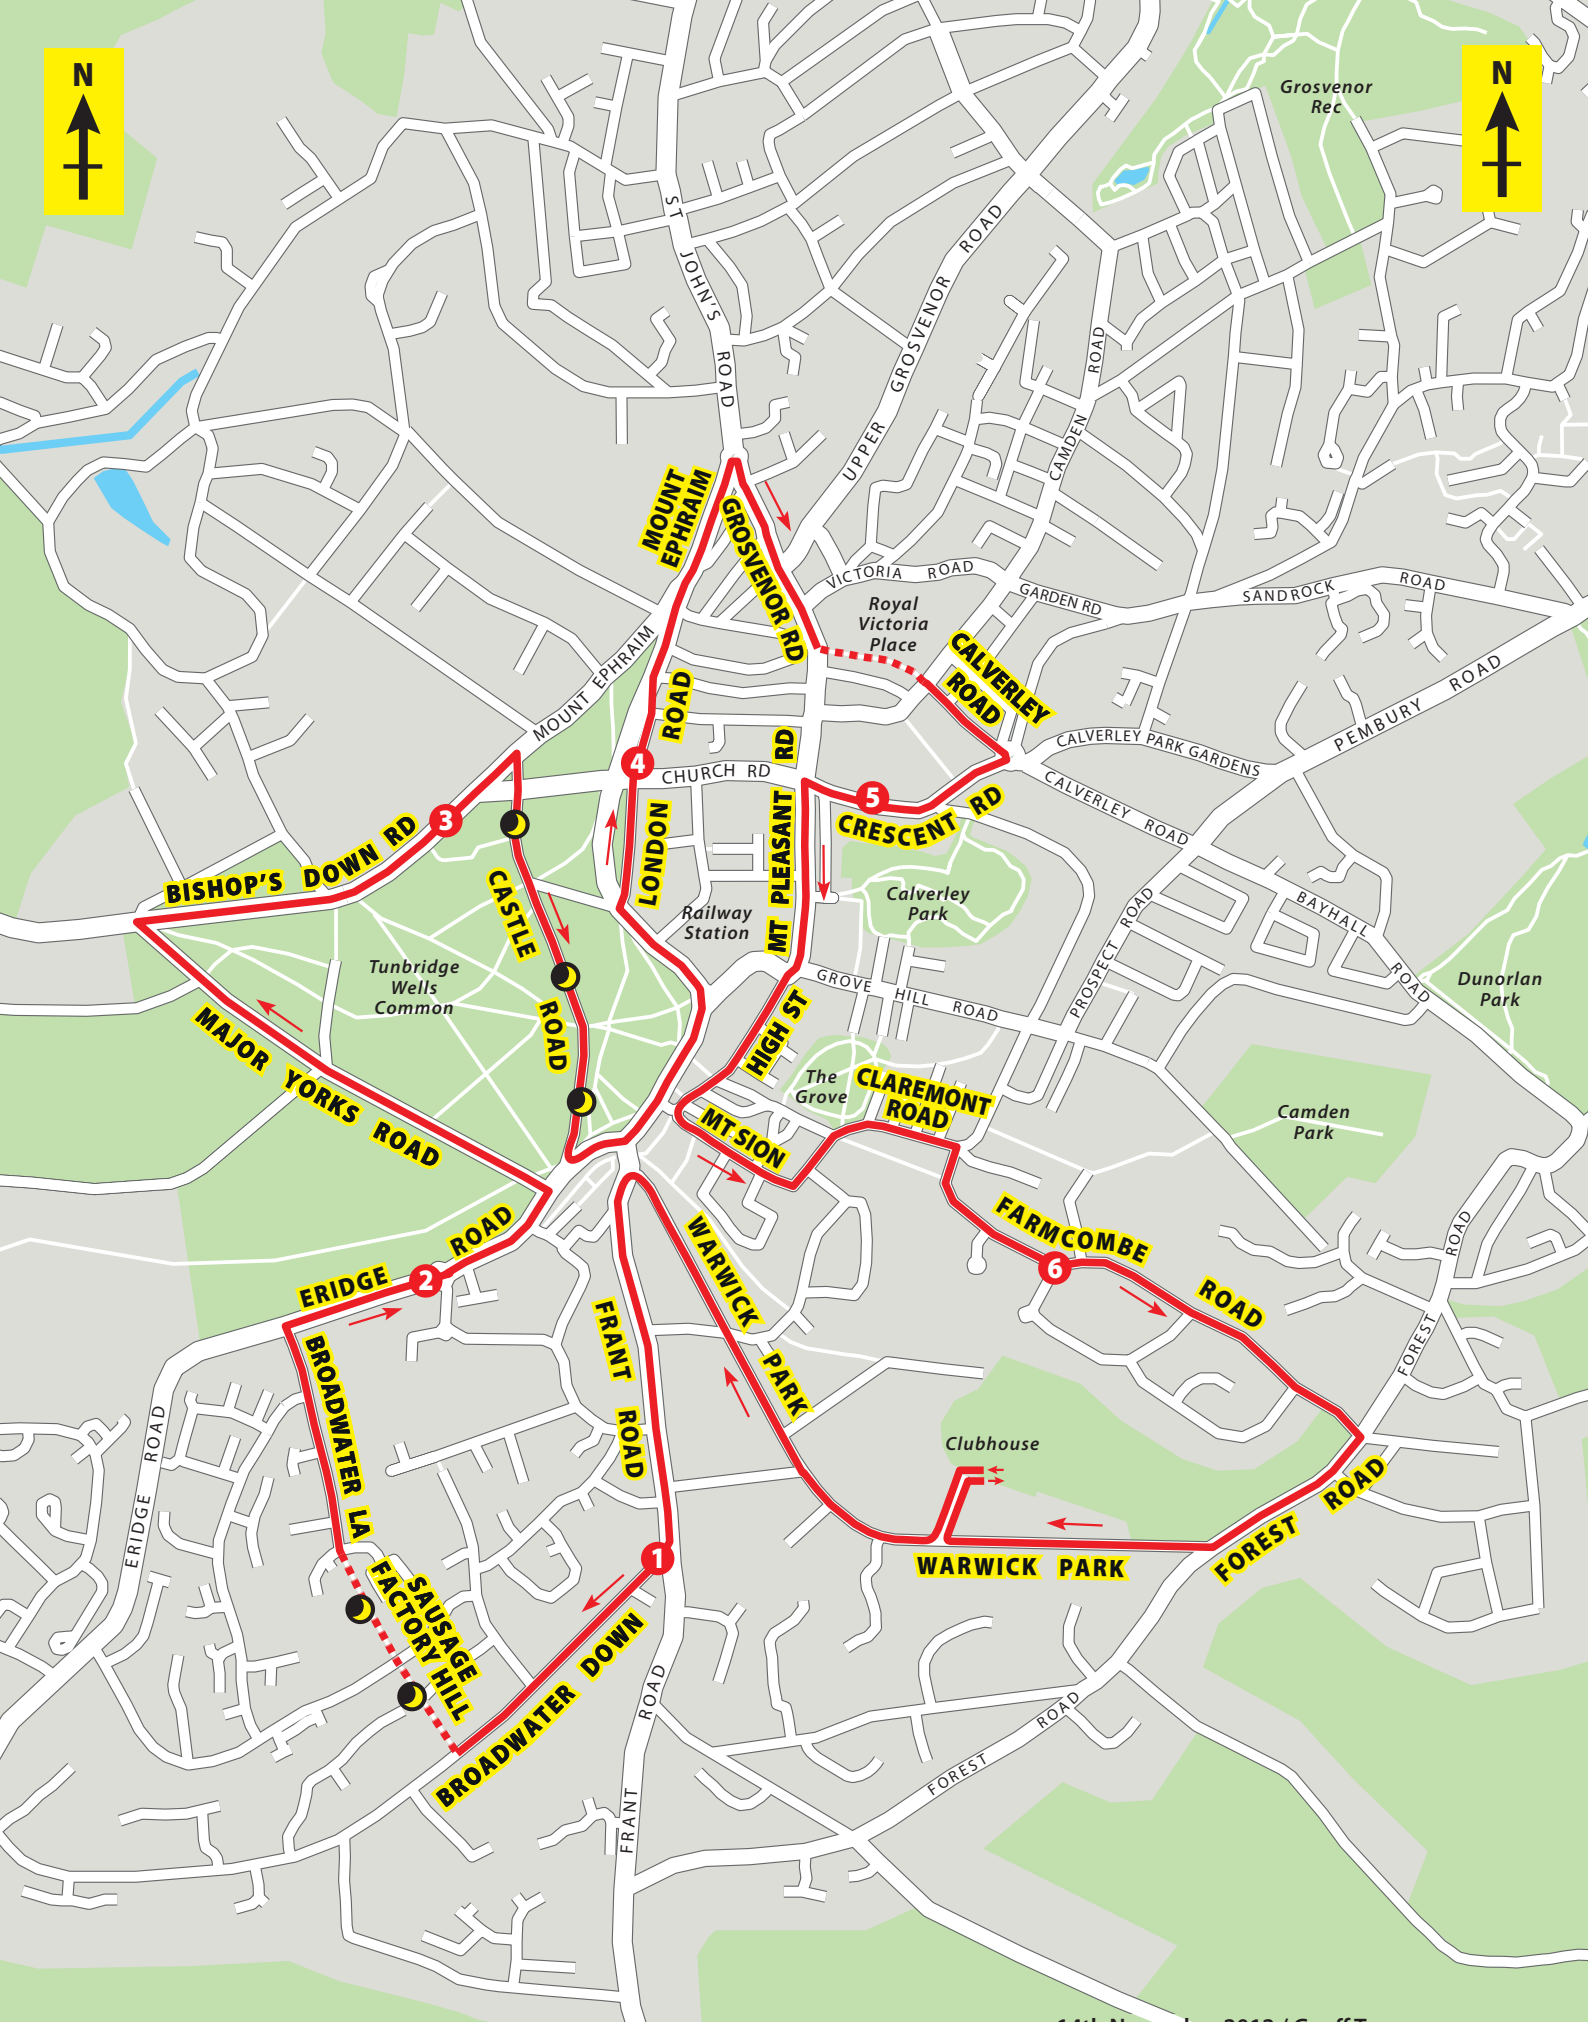 N
N
Grosvenor
Rec
ST JOHN'S ROAD
UPPER GROSVENOR ROAD
CAMDEN ROAD
MOUNT
EPHRAIM
GROSVENOR RD
VICTORIA ROAD
GARDEN RD
SANDROCK ROAD
Royal
Victoria
Place
CALVERLEY
ROAD
MOUNT EPHRAIM
PEMBURY ROAD
CALVERLEY PARK GARDENS
LONDON ROAD
4
CHURCH RD
MT PLEASANT RD
5
CRESCENT RD
CALVERLEY ROAD
3
BISHOP'S DOWN RD
CASTLE ROAD
Railway
Station
Calverley
Park
BAYHALL ROAD
PROSPECT ROAD
Tunbridge
Wells
Common
Dunorlan
Park
GROVE HILL ROAD
MAJOR YORKS ROAD
HIGH ST
The
Grove
CLAREMONT
ROAD
MT SION
Camden
Park
FARMCOMBE ROAD
6
ERIDGE ROAD
2
WARWICK PARK
FOREST ROAD
FRANT ROAD
BROADWATER LA
ERIDGE ROAD
Clubhouse
FOREST ROAD
WARWICK PARK
1
SAUSAGE
FACTORY HILL
BROADWATER DOWN
FRANT ROAD
FOREST ROAD